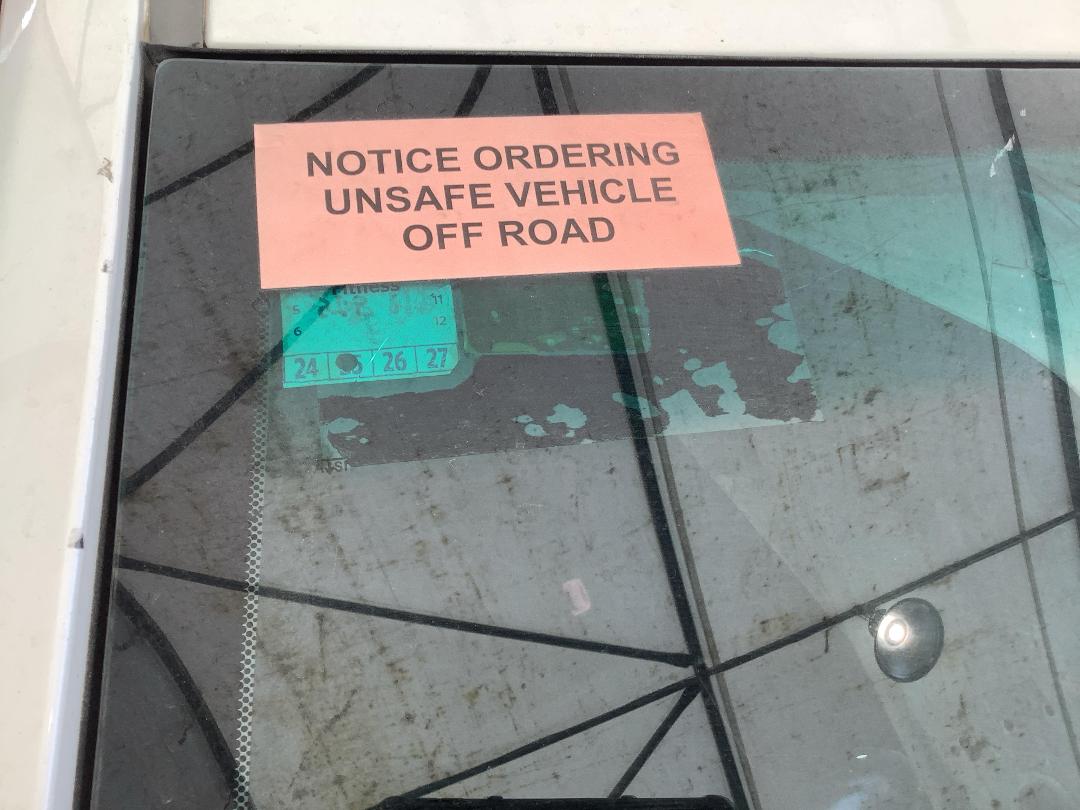 NOTICE ORDERING
UNSAFE VEHICLE
OFF ROAD
Fitness
5 11
6 12
24 26 27